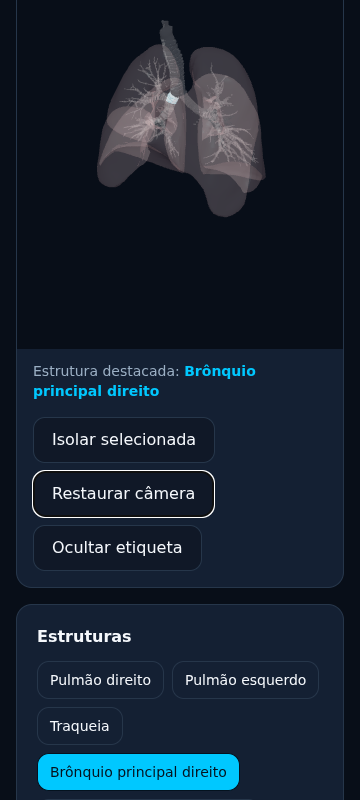 Estrutura destacada: Brônquio
principal direito
Isolar selecionada
Restaurar câmera
Ocultar etiqueta
Estruturas
Pulmão direito
Pulmão esquerdo
Traqueia
Brônquio principal direito